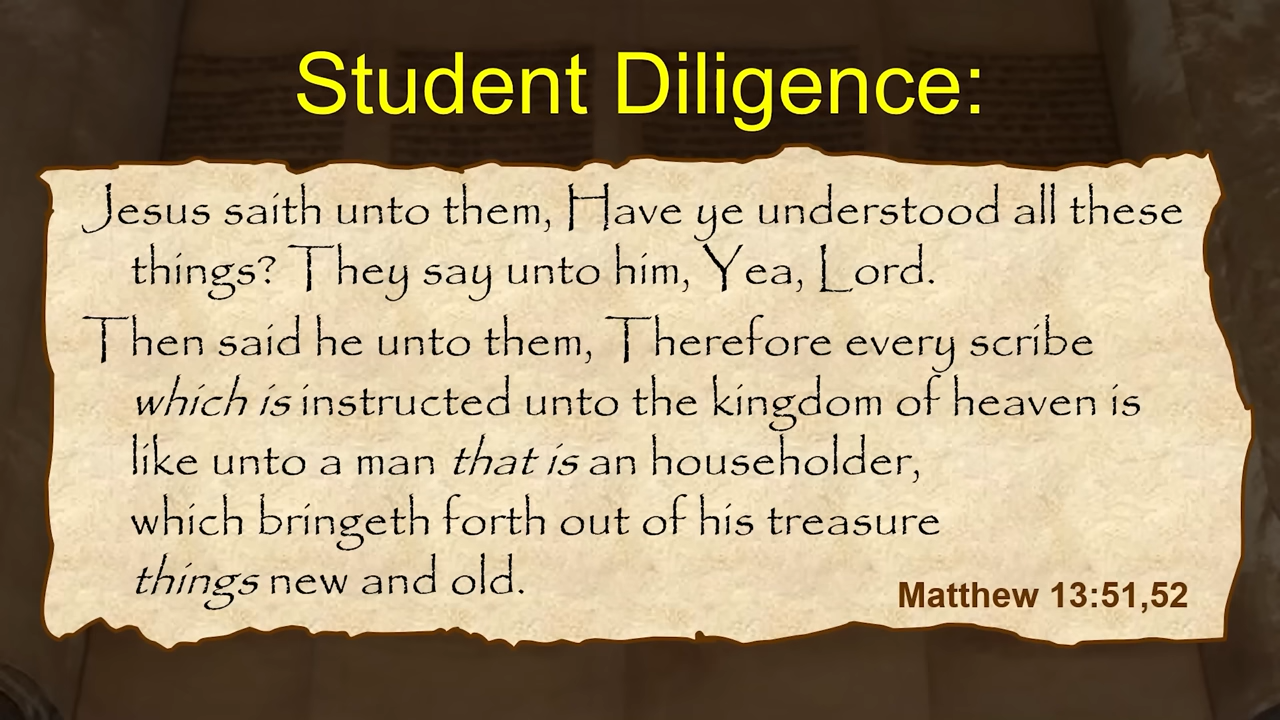 Student Diligence:
Jesus saith unto them, Have ye understood all these
things? They say unto him, Yea, Lord.
Then said he unto them, Therefore every scribe
which is instructed unto the kingdom of heaven is
like unto a man that is an householder,
which bringeth forth out of his treasure
things new and old.
Matthew 13:51,52